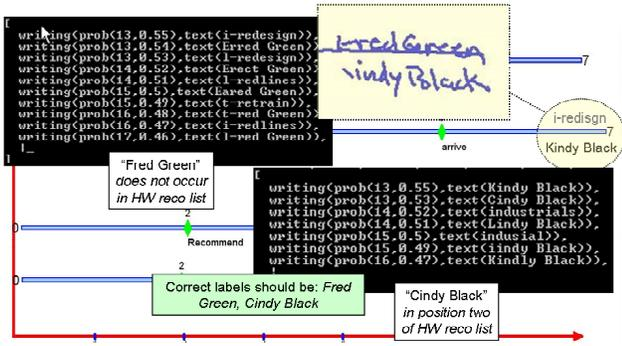 [
writing(prob(13,0.55),text(i-redesign)),
writing(prob(13,0.54),text(Erred Green)),
writing(prob(13,0.53),text(l-redesign)),
writing(prob(14,0.52),text(Erect Green)),
writing(prob(14,0.51),text(l-redlines)),
writing(prob(15,0.5),text(Eared Green)),
writing(prob(15,0.49),text(t-retrain)),
writing(prob(16,0.48),text(t-red Green)),
writing(prob(16,0.47),text(i-redlines)),
writing(prob(17,0.46),text(l-red Green)),
]
Fred Green
Cindy Black
7
i-redisgn
7
Kindy Black
arrive
“Fred Green”
does not occur
in HW reco list
[
writing(prob(13,0.55),text(Kindy Black)),
writing(prob(13,0.53),text(Cindy Black)),
writing(prob(14,0.52),text(industrials)),
writing(prob(14,0.51),text(Lindy Black)),
writing(prob(15,0.5),text(indusial)),
writing(prob(15,0.49),text(iindy Black)),
writing(prob(16,0.47),text(Kindly Black)),
0
2
Recommend
0
2
Correct labels should be: Fred
Green, Cindy Black
“Cindy Black”
in position two
of HW reco list